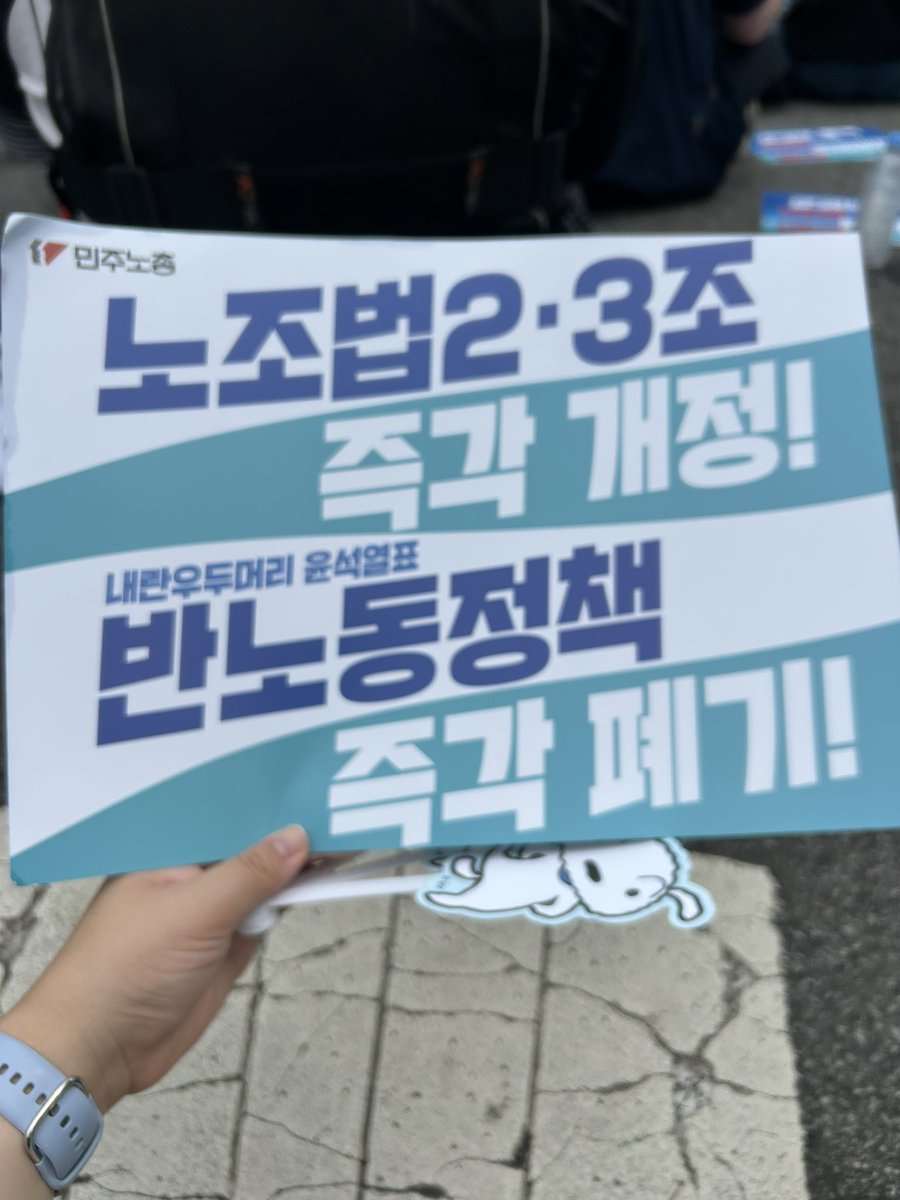 민주노총
노조법2·3조
즉각 개정!
내란우두머리 윤석열표
반노동정책
즉각 폐기!